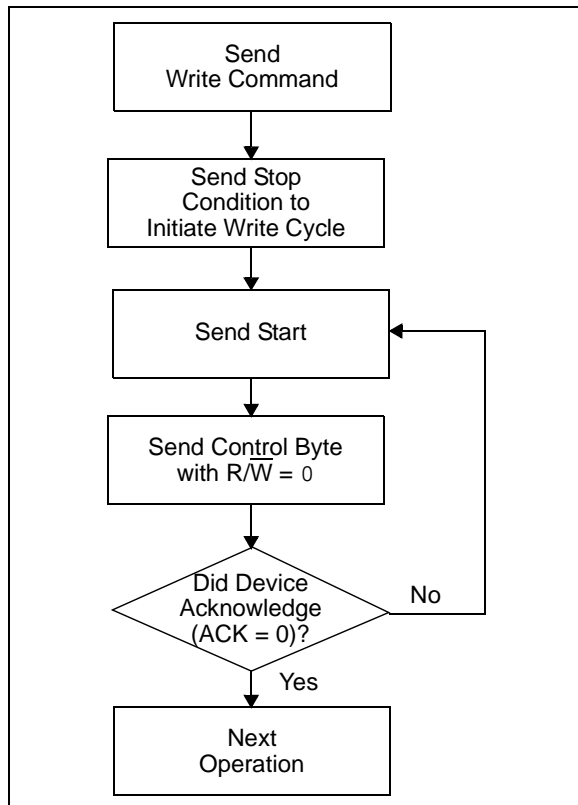 Send
Write Command
Send Stop
Condition to
Initiate Write Cycle
Send Start
Send Control Byte
with R/W̅ = 0
Did Device
Acknowledge
(ACK = 0)?
No
Yes
Next
Operation